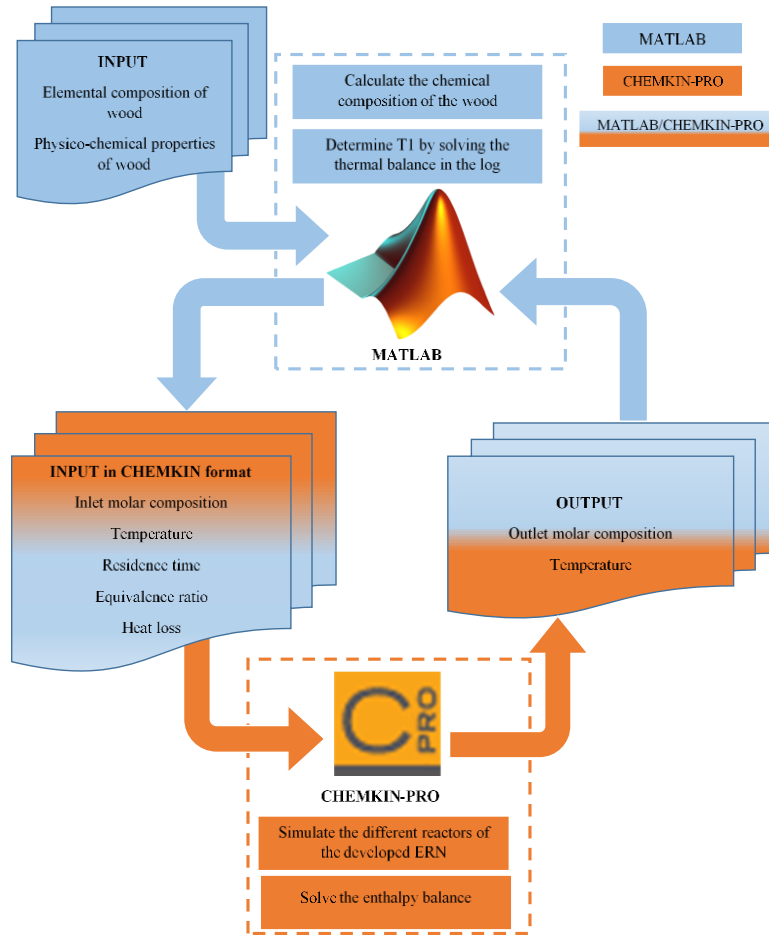 INPUT
Elemental composition of
wood
Physico-chemical properties
of wood
Calculate the chemical
composition of the wood
Determine T1 by solving the
thermal balance in the log
MATLAB
MATLAB
CHEMKIN-PRO
MATLAB/CHEMKIN-PRO
INPUT in CHEMKIN format
Inlet molar composition
Temperature
Residence time
Equivalence ratio
Heat loss
OUTPUT
Outlet molar composition
Temperature
C PRO
CHEMKIN-PRO
Simulate the different reactors of
the developed ERN
Solve the enthalpy balance